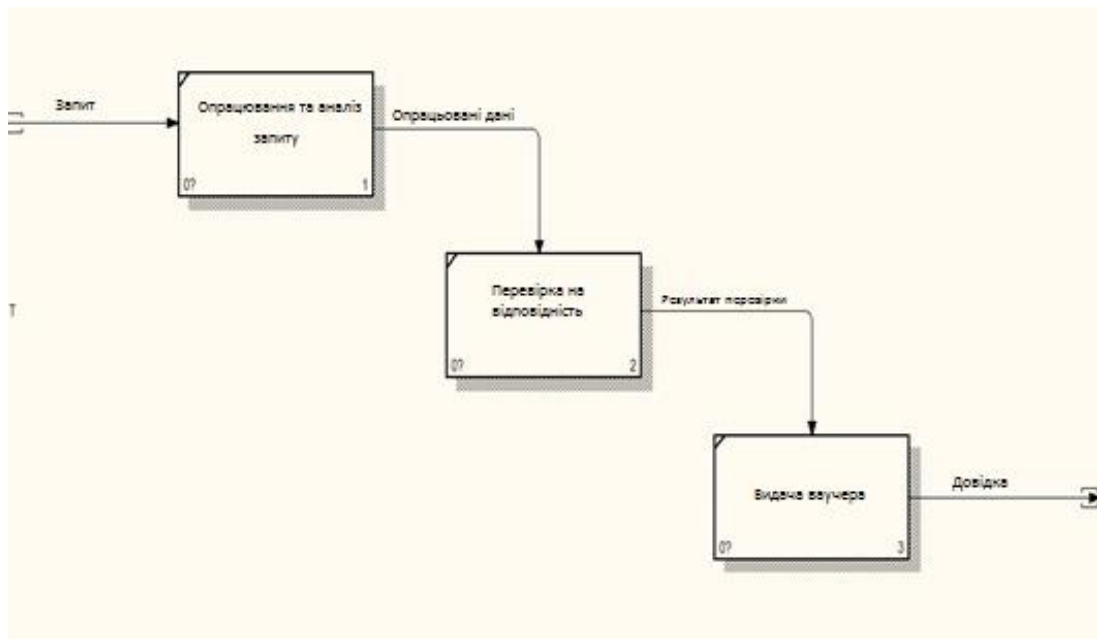 Запит
Опрацювання та аналіз
запиту
0?
1
Опрацьовані дані
Перевірка на
відповідність
0?
2
Результат перевірки
Т
Видача ваучера
0?
3
Довідка